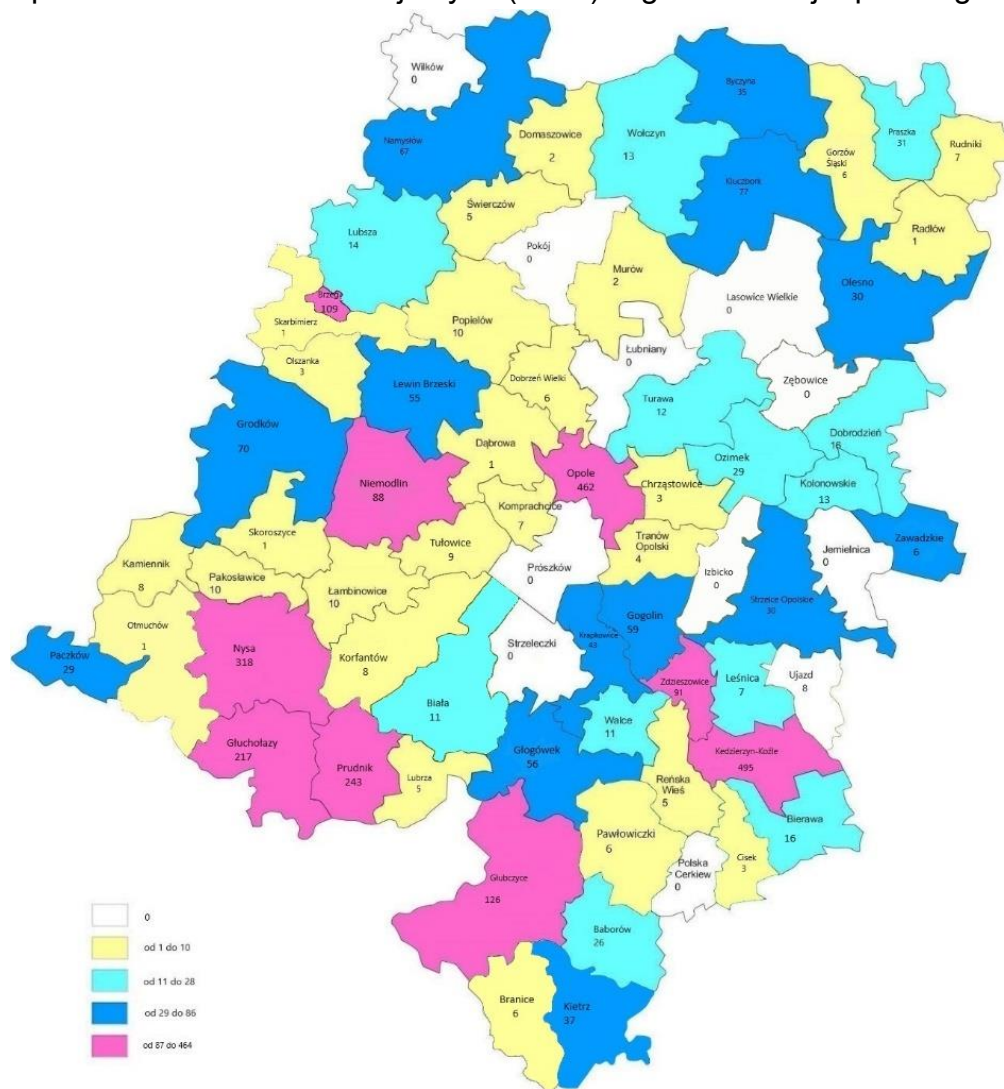 Wilków
0
Namysłów
67
Domaszowice
2
Wołczyn
13
Byczyna
35
Gorzów
Śląski
6
Praszka
31
Rudniki
7
Kluczbork
77
Radłów
1
Świerczów
5
Lubsza
14
Pokój
0
Murów
2
Lasowice Wielkie
0
Olesno
30
Brzeg
109
Skarbimierz
1
Popielów
10
Olszanka
3
Łubniany
0
Lewin Brzeski
55
Dobrzeń Wielki
6
Turawa
12
Zębowice
0
Grodków
70
Dąbrowa
1
Ozimek
29
Dobrodzień
16
Niemodlin
88
Opole
462
Chrząstowice
3
Kolonowskie
13
Komprachcice
7
Skoroszyce
1
Tułowice
9
Tranów
Opolski
4
Kamiennik
8
Pakosławice
10
Łambinowice
10
Prószków
0
Izbicko
0
Jemielnica
0
Zawadzkie
6
Strzelce Opolskie
30
Otmuchów
1
Paczków
29
Nysa
318
Korfantów
8
Strzeleczki
0
Krapkowice
43
Gogolin
59
Zdzieszowice
91
Leśnica
7
Ujazd
8
Biała
11
Walce
11
Głuchołazy
217
Prudnik
243
Lubrza
5
Głogówek
56
Kedzierzyn-Koźle
495
Reńska
Wieś
5
Bierawa
16
Pawłowiczki
6
Polska
Cerkiew
0
Cisek
3
Głubczyce
126
Baborów
26
Branice
6
Kietrz
37
0
od 1 do 10
od 11 do 28
od 29 do 86
od 87 do 464